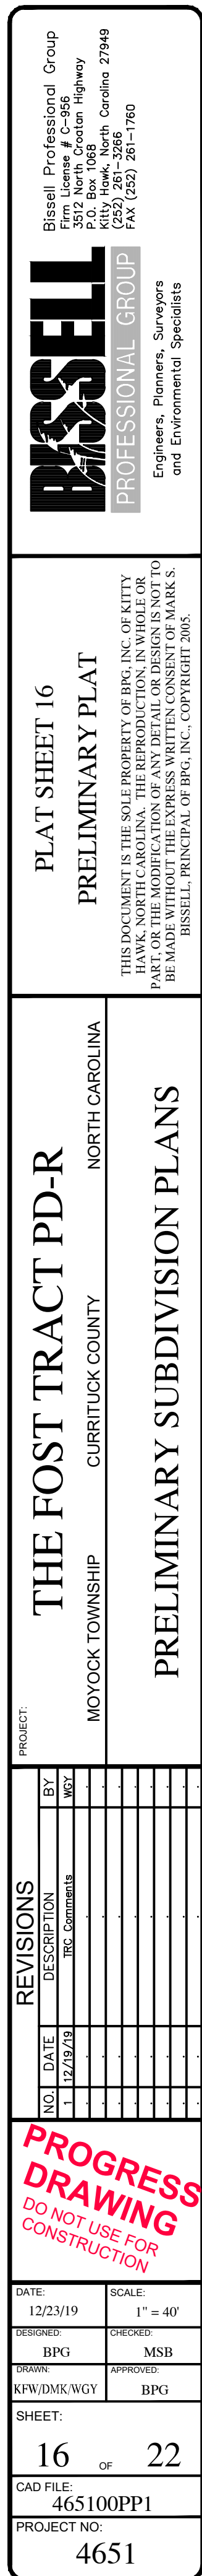 Bissell Professional Group
Firm License # C-956
3512 North Croatan Highway
P.O. Box 1068
Kitty Hawk, North Carolina 27949
(252) 261-3266
FAX (252) 261-1760
BISSELL
PROFESSIONAL GROUP
Engineers, Planners, Surveyors
and Environmental Specialists
PLAT SHEET 16
PRELIMINARY PLAT
THIS DOCUMENT IS THE SOLE PROPERTY OF BPG, INC. OF KITTY
HAWK, NORTH CAROLINA. THE REPRODUCTION, IN WHOLE OR
PART, OR THE MODIFICATION OF ANY DETAIL OR DESIGN IS NOT TO
BE MADE WITHOUT THE EXPRESS WRITTEN CONSENT OF MARK S.
BISSELL, PRINCIPAL OF BPG, INC., COPYRIGHT 2005.
PROJECT:
THE FOST TRACT PD-R
MOYOCK TOWNSHIP CURRITUCK COUNTY NORTH CAROLINA
PRELIMINARY SUBDIVISION PLANS
REVISIONS
NO. DATE DESCRIPTION BY
1 12/19/19 TRC Comments WGY
PROGRESS
DRAWING
DO NOT USE FOR
CONSTRUCTION
DATE: SCALE:
12/23/19 1" = 40'
DESIGNED: CHECKED:
BPG MSB
DRAWN: APPROVED:
KFW/DMK/WGY BPG
SHEET:
16 OF 22
CAD FILE:
465100PP1
PROJECT NO:
4651